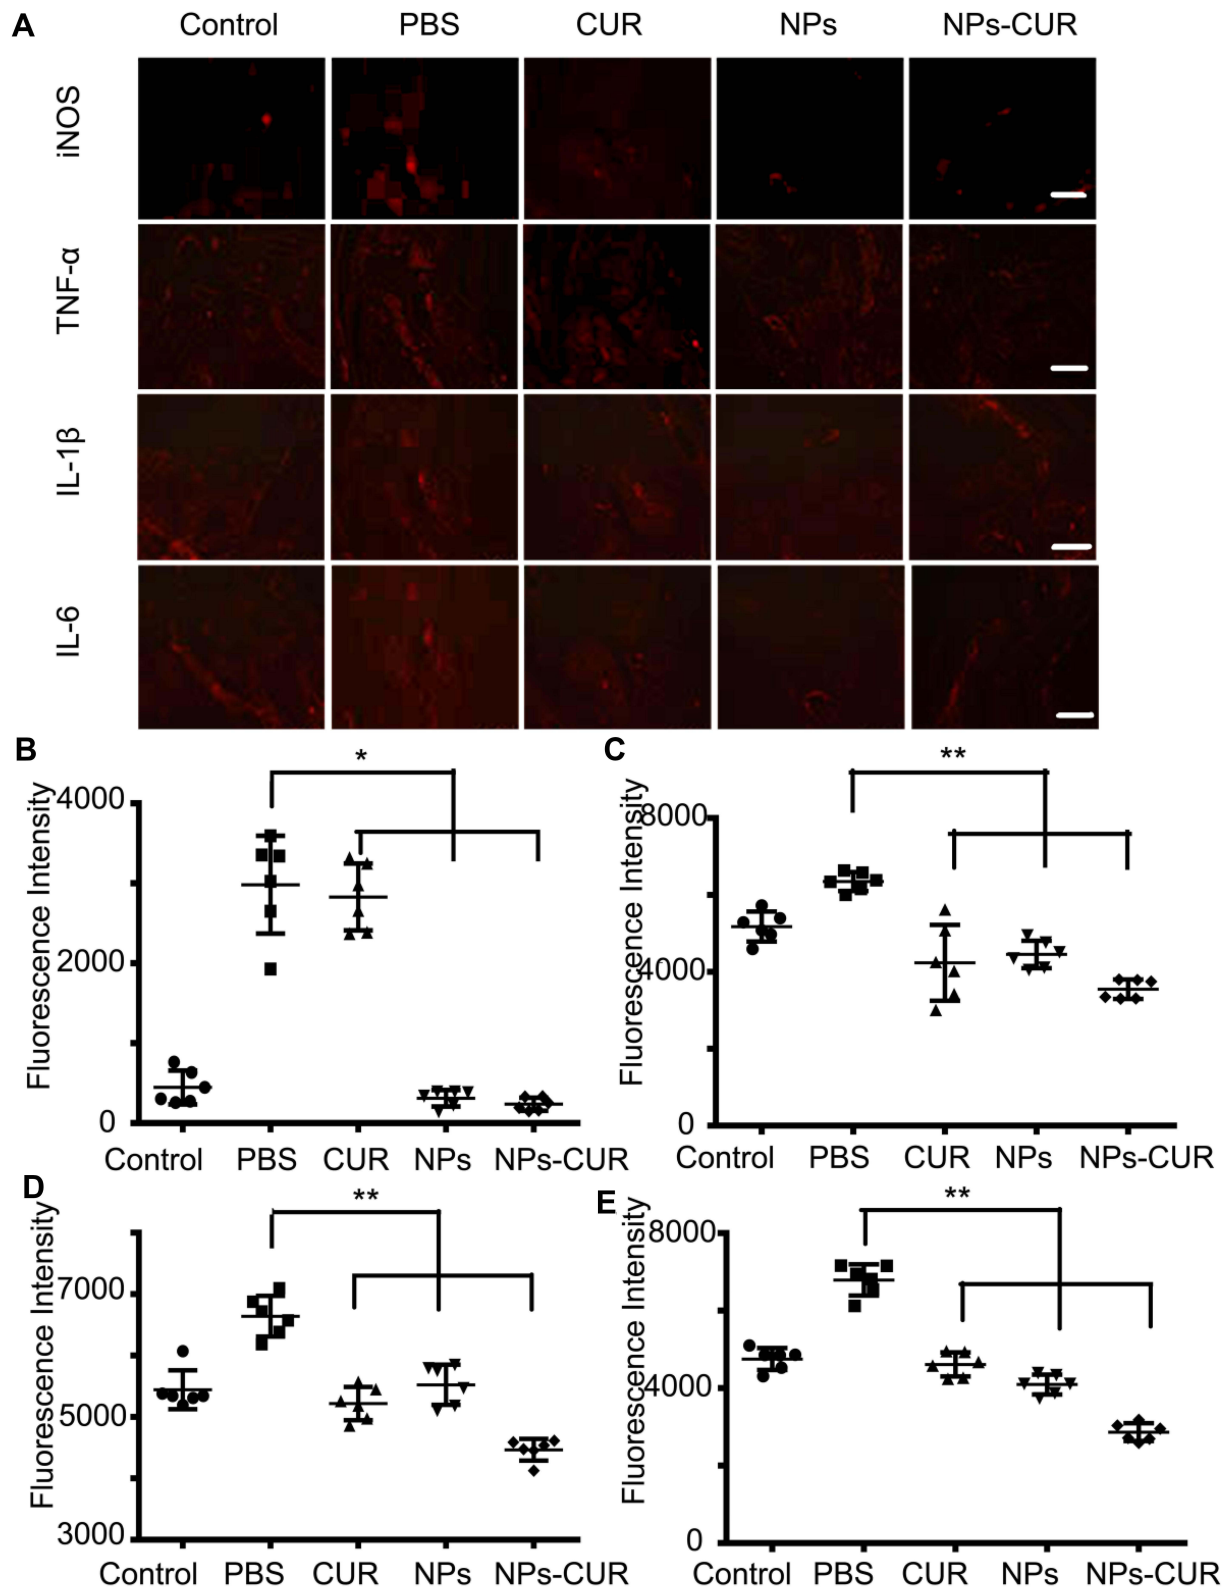 A
Control PBS CUR NPs NPs-CUR
iNOS
TNF-α
IL-1β
IL-6
B
*
Fluorescence Intensity
4000
2000
0
Control PBS CUR NPs NPs-CUR
C
**
Fluorescence Intensity
8000
4000
0
Control PBS CUR NPs NPs-CUR
D
**
Fluorescence Intensity
7000
5000
3000
Control PBS CUR NPs NPs-CUR
E
**
Fluorescence Intensity
8000
4000
0
Control PBS CUR NPs NPs-CUR